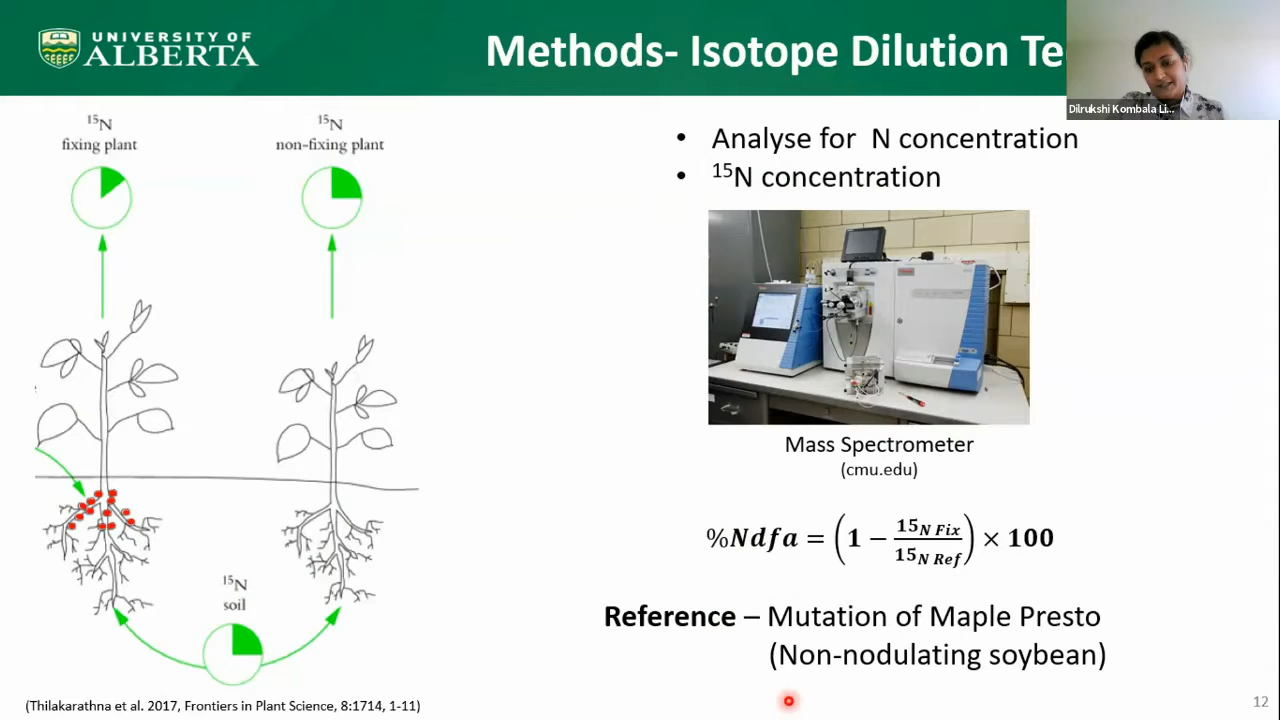 UNIVERSITY OF
ALBERTA
Methods- Isotope Dilution
Dilrukshi Kombala Li...
15N
fixing plant
15N
non-fixing plant
• Analyse for N concentration
• 15N concentration
Mass Spectrometer
(cmu.edu)
%Ndfa = (1 − 15N Fix / 15N Ref) × 100
15N
soil
Reference – Mutation of Maple Presto
(Non-nodulating soybean)
(Thilakarathna et al. 2017, Frontiers in Plant Science, 8:1714, 1-11)
12